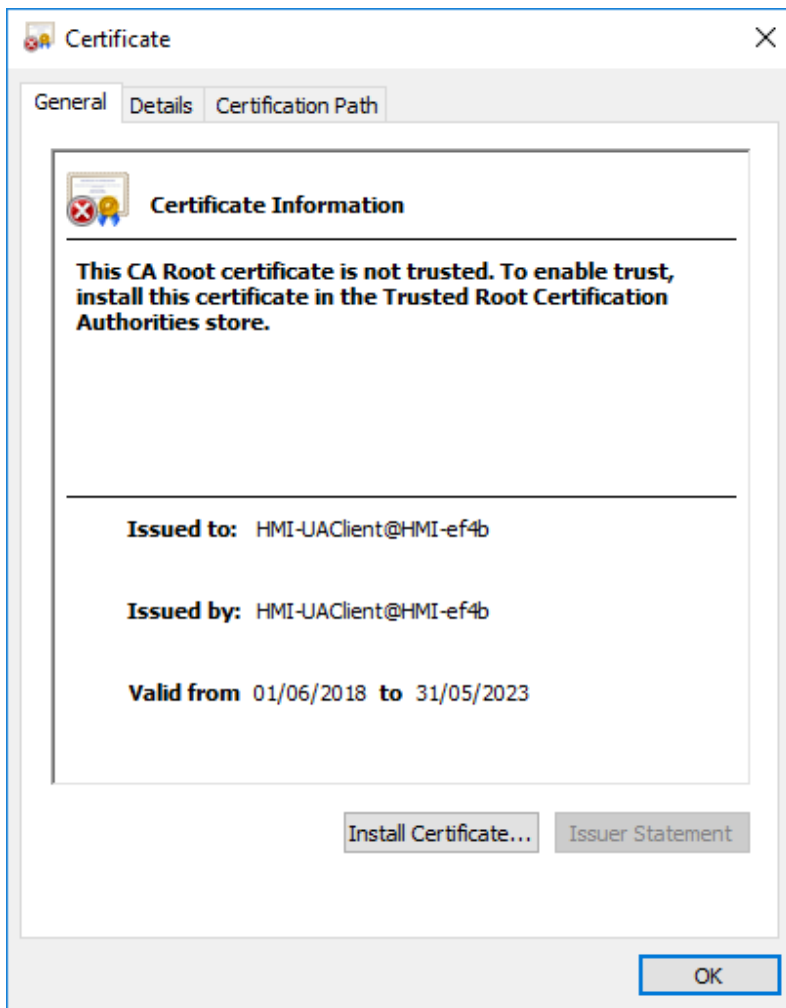 Certificate
General Details Certification Path
Certificate Information
This CA Root certificate is not trusted. To enable trust,
install this certificate in the Trusted Root Certification
Authorities store.
Issued to: HMI-UAClient@HMI-ef4b
Issued by: HMI-UAClient@HMI-ef4b
Valid from 01/06/2018 to 31/05/2023
Install Certificate... Issuer Statement
OK